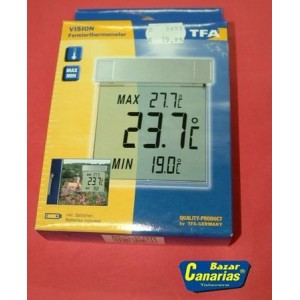 VISION
Fensterthermometer
TFA
MAX
MIN
MAX 27.7°C
23.7°C
MIN 19.0°C
QUALITY-PRODUCT
by TFA-GERMANY
Bazar
Canarias